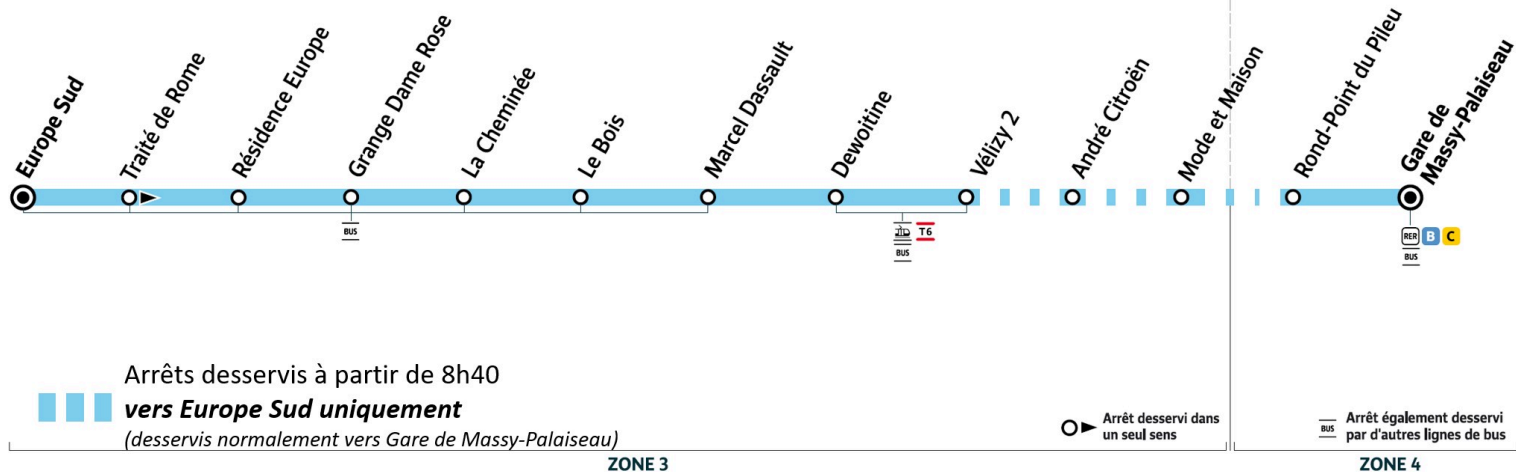 Europe Sud
Traité de Rome
Résidence Europe
Grange Dame Rose
La Cheminée
Le Bois
Marcel Dassault
Dewoitine
Vélizy 2
André Citroën
Mode et Maison
Rond-Point du Pileu
Gare de
Massy-Palaiseau
BUS
T6
BUS
RER B C
BUS
Arrêts desservis à partir de 8h40
vers Europe Sud uniquement
(desservis normalement vers Gare de Massy-Palaiseau)
Arrêt desservi dans
un seul sens
BUS
Arrêt également desservi
par d'autres lignes de bus
ZONE 3
ZONE 4